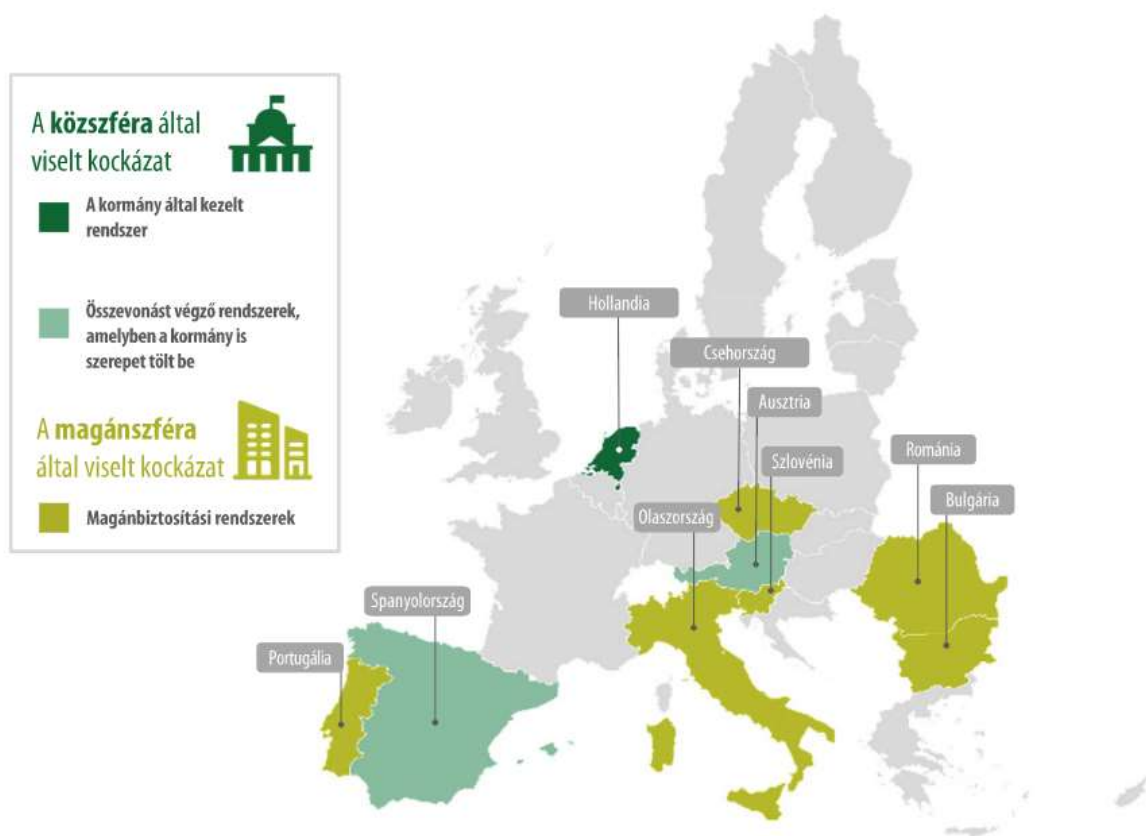 A közszféra által
viselt kockázat
A kormány által kezelt
rendszer
Összevonást végző rendszerek,
amelyben a kormány is
szerepet tölt be
A magánszféra
által viselt kockázat
Magánbiztosítási rendszerek
Hollandia
Csehország
Ausztria
Szlovénia
Románia
Bulgária
Olaszország
Spanyolország
Portugália